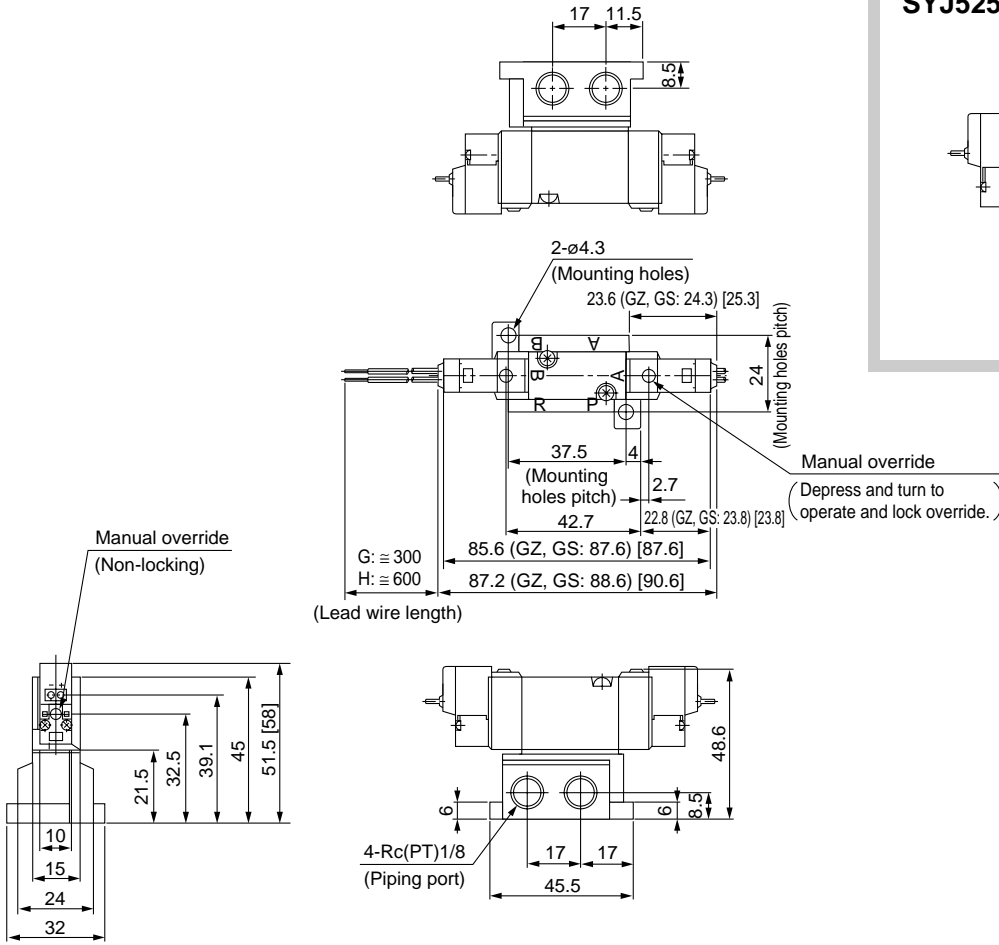 SYJ525
17
11.5
8.5
2-ø4.3
(Mounting holes)
23.6 (GZ, GS: 24.3) [25.3]
B
A
B
A
R
P
24
(Mounting holes pitch)
37.5
4
(Mounting
holes pitch)
2.7
42.7
22.8 (GZ, GS: 23.8) [23.8]
Manual override
(Depress and turn to
operate and lock override.)
G: ≅ 300
H: ≅ 600
85.6 (GZ, GS: 87.6) [87.6]
87.2 (GZ, GS: 88.6) [90.6]
(Lead wire length)
Manual override
(Non-locking)
- +
21.5
32.5
39.1
45
51.5 [58]
10
15
24
32
48.6
6
6
8.5
4-Rc(PT)1/8
(Piping port)
17
17
45.5